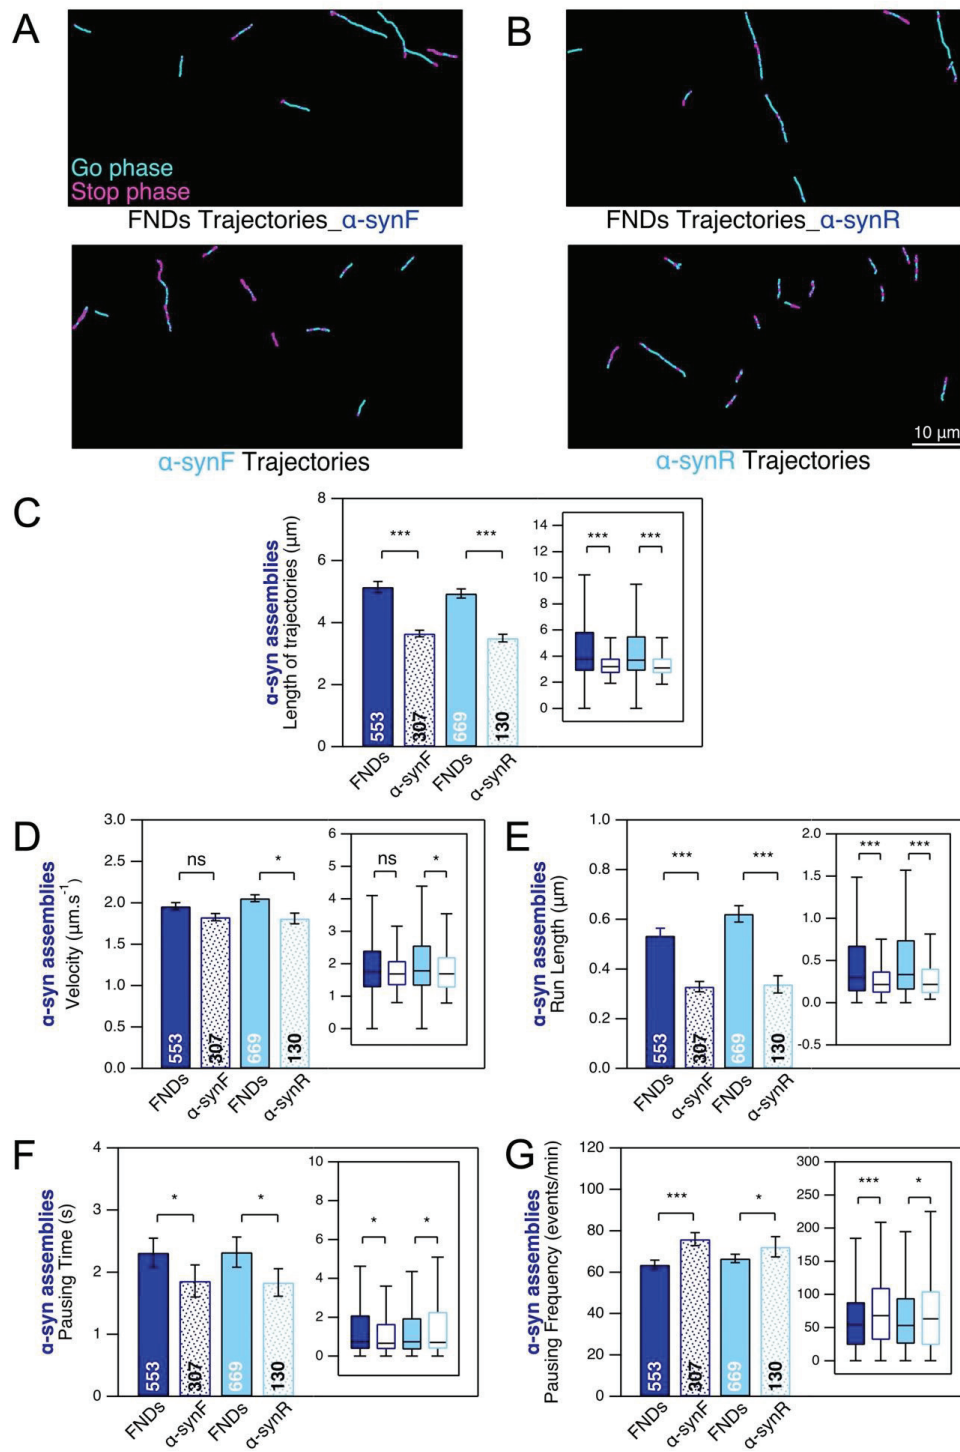 A
B
Go phase
Stop phase
FNDs Trajectories_α-synF
FNDs Trajectories_α-synR
10 µm
α-synF Trajectories
α-synR Trajectories
C
α-syn assemblies
Length of trajectories (µm)
8
6
4
2
0
***
***
553
307
669
130
FNDs
α-synF
FNDs
α-synR
14
12
10
8
6
4
2
0
***
***
D
α-syn assemblies
Velocity (µm.s⁻¹)
3.0
2.5
2.0
1.5
1.0
0.5
0.0
ns
*
553
307
669
130
FNDs
α-synF
FNDs
α-synR
6
5
4
3
2
1
0
ns
*
E
α-syn assemblies
Run Length (µm)
1.0
0.8
0.6
0.4
0.2
0.0
***
***
553
307
669
130
FNDs
α-synF
FNDs
α-synR
2.0
1.5
1.0
0.5
0.0
-0.5
***
***
F
α-syn assemblies
Pausing Time (s)
4
3
2
1
0
*
*
553
307
669
130
FNDs
α-synF
FNDs
α-synR
10
8
6
4
2
0
*
*
G
α-syn assemblies
Pausing Frequency (events/min)
120
100
80
60
40
20
0
***
*
553
307
669
130
FNDs
α-synF
FNDs
α-synR
300
250
200
150
100
50
0
***
*